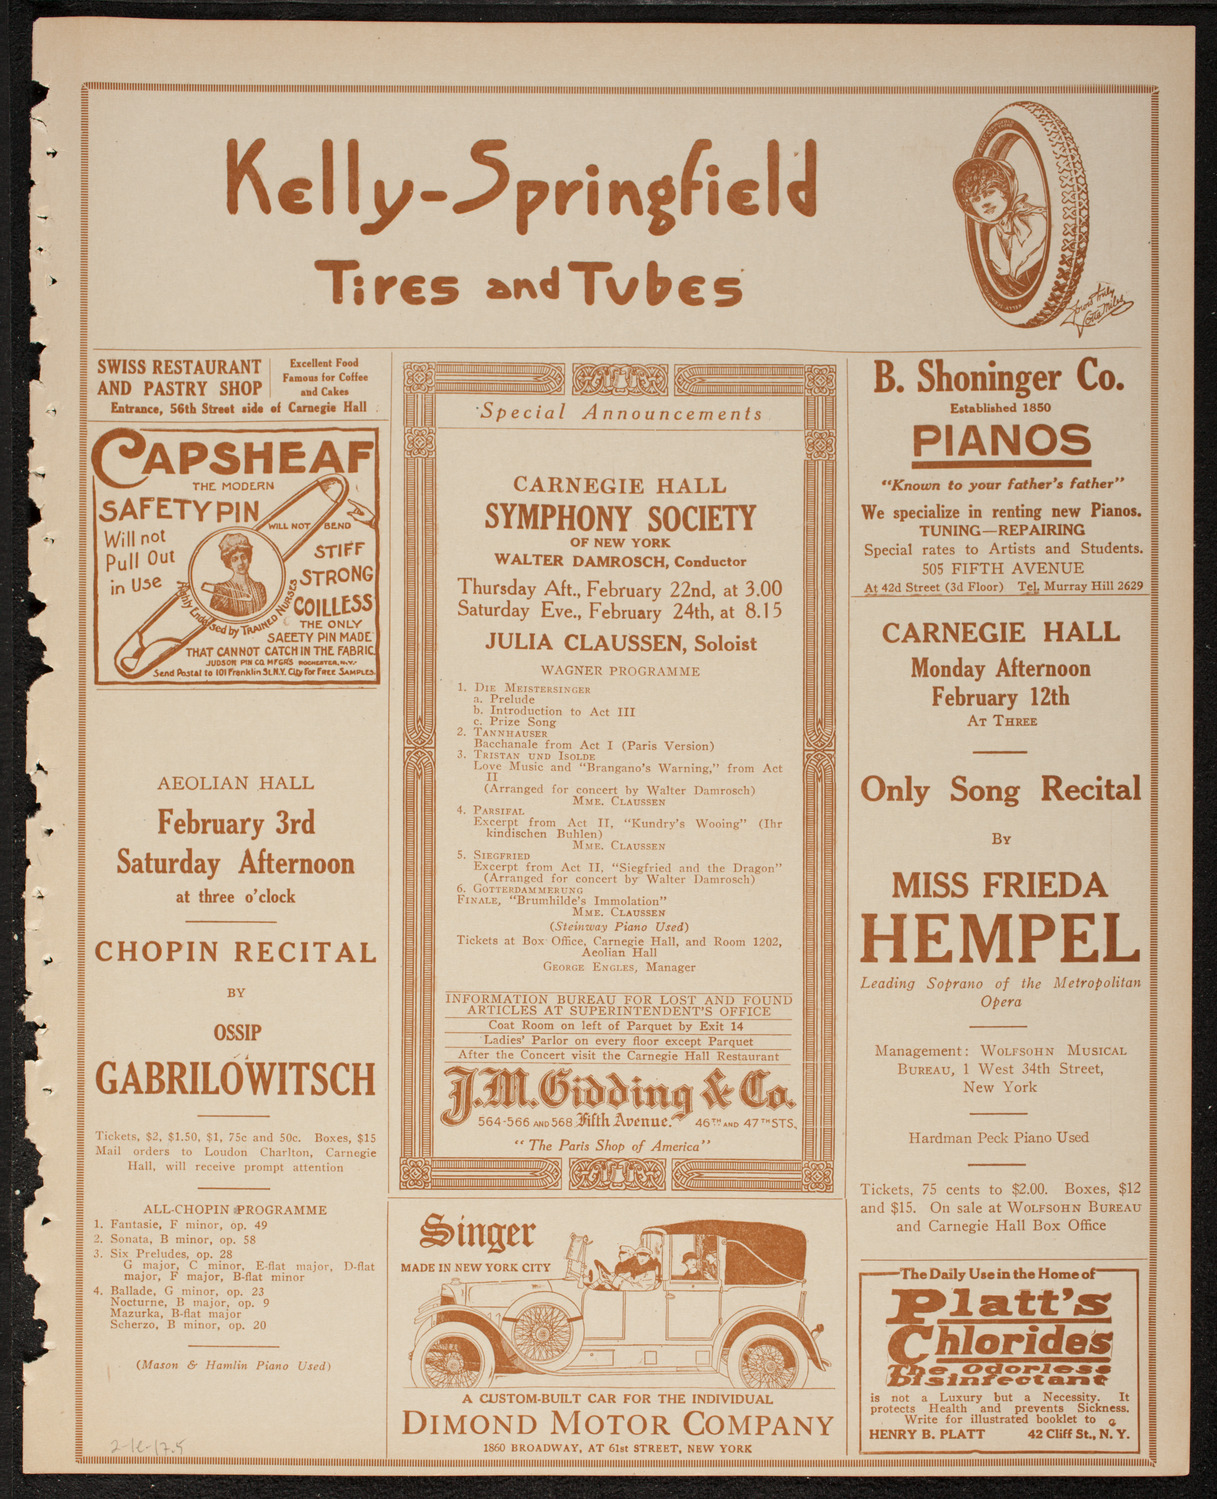 Kelly-Springfield
Tires and Tubes
Yours truly
Lotta Miles
SWISS RESTAURANT
AND PASTRY SHOP
Excellent Food
Famous for Coffee
and Cakes
Entrance, 56th Street side of Carnegie Hall
CAPSHEAF
THE MODERN
SAFETY PIN
WILL NOT BEND
Will not
Pull Out
in Use
STIFF
STRONG
COILLESS
Highly Endorsed by TRAINED NURSES
THE ONLY
SAFETY PIN MADE
THAT CANNOT CATCH IN THE FABRIC
JUDSON PIN CO. MFGR'S ROCHESTER, N.Y.
Send Postal to 101 Franklin St. N.Y. City For FREE SAMPLES.
AEOLIAN HALL
February 3rd
Saturday Afternoon
at three o'clock
CHOPIN RECITAL
BY
OSSIP
GABRILOWITSCH
Tickets, $2, $1.50, $1, 75c and 50c. Boxes, $15
Mail orders to Loudon Charlton, Carnegie
Hall, will receive prompt attention
ALL-CHOPIN PROGRAMME
1. Fantasie, F minor, op. 49
2. Sonata, B minor, op. 58
3. Six Preludes, op. 28
G major, C minor, E-flat major, D-flat
major, F major, B-flat minor
4. Ballade, G minor, op. 23
Nocturne, B major, op. 9
Mazurka, B-flat major
Scherzo, B minor, op. 20
(Mason & Hamlin Piano Used)
2-1c-17.5
Special Announcements
CARNEGIE HALL
SYMPHONY SOCIETY
OF NEW YORK
WALTER DAMROSCH, Conductor
Thursday Aft., February 22nd, at 3.00
Saturday Eve., February 24th, at 8.15
JULIA CLAUSSEN, Soloist
WAGNER PROGRAMME
1. DIE MEISTERSINGER
a. Prelude
b. Introduction to Act III
c. Prize Song
2. TANNHAUSER
Bacchanale from Act I (Paris Version)
3. TRISTAN UND ISOLDE
Love Music and "Brangano's Warning," from Act
II
(Arranged for concert by Walter Damrosch)
MME. CLAUSSEN
4. PARSIFAL
Excerpt from Act II, "Kundry's Wooing" (Ihr
kindischen Buhlen)
MME. CLAUSSEN
5. SIEGFRIED
Excerpt from Act II, "Siegfried and the Dragon"
(Arranged for concert by Walter Damrosch)
6. GOTTERDAMMERUNG
FINALE, "Brumhilde's Immolation"
MME. CLAUSSEN
(Steinway Piano Used)
Tickets at Box Office, Carnegie Hall, and Room 1202,
Aeolian Hall
GEORGE ENGLES, Manager
INFORMATION BUREAU FOR LOST AND FOUND
ARTICLES AT SUPERINTENDENT'S OFFICE
Coat Room on left of Parquet by Exit 14
Ladies' Parlor on every floor except Parquet
After the Concert visit the Carnegie Hall Restaurant
J.M. Gidding & Co.
564-566 AND 568 Fifth Avenue. 46TH AND 47TH STS.
"The Paris Shop of America"
Singer
MADE IN NEW YORK CITY
A CUSTOM-BUILT CAR FOR THE INDIVIDUAL
DIMOND MOTOR COMPANY
1860 BROADWAY, AT 61st STREET, NEW YORK
B. Shoninger Co.
Established 1850
PIANOS
"Known to your father's father"
We specialize in renting new Pianos.
TUNING—REPAIRING
Special rates to Artists and Students.
505 FIFTH AVENUE
At 42d Street (3d Floor) Tel. Murray Hill 2629
CARNEGIE HALL
Monday Afternoon
February 12th
AT THREE
Only Song Recital
BY
MISS FRIEDA
HEMPEL
Leading Soprano of the Metropolitan
Opera
Management: WOLFSOHN MUSICAL
BUREAU, 1 West 34th Street,
New York
Hardman Peck Piano Used
Tickets, 75 cents to $2.00. Boxes, $12
and $15. On sale at WOLFSOHN BUREAU
and Carnegie Hall Box Office
The Daily Use in the Home of
Platt's
Chlorides
The Odorless
Disinfectant
is not a Luxury but a Necessity. It
protects Health and prevents Sickness.
Write for illustrated booklet to
HENRY B. PLATT 42 Cliff St., N. Y.